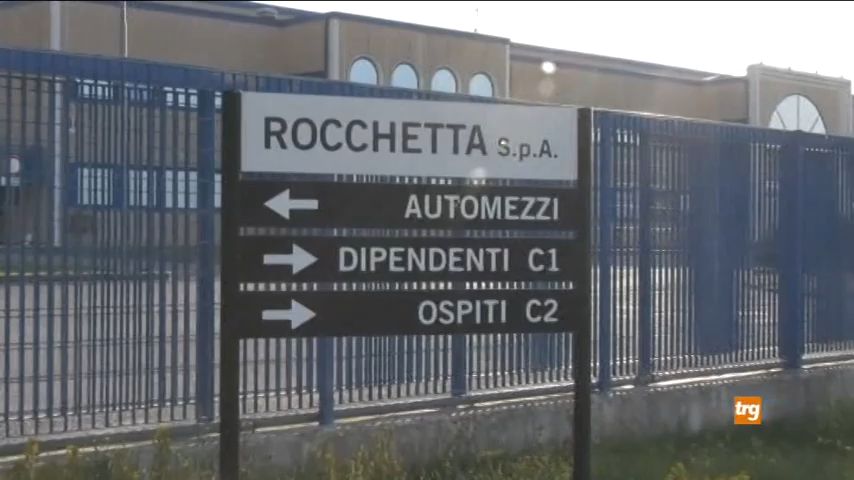 ROCCHETTA S.p.A.
AUTOMEZZI
DIPENDENTI C1
OSPITI C2
trg